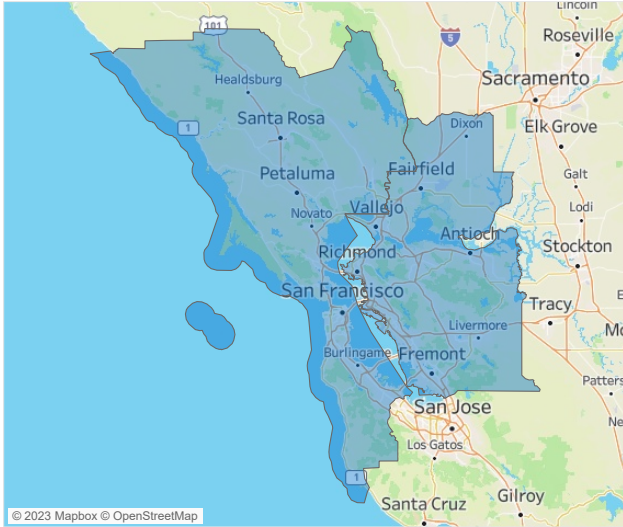 Lincoln
101
5
Roseville
Healdsburg
Sacramento
Santa Rosa
Dixon
1
Elk Grove
Petaluma
Fairfield
Galt
Novato
Vallejo
Lodi
Antioch
Stockton
Richmond
San Francisco
Tracy
Livermore
Burlingame
Fremont
Patters
San Jose
Los Gatos
1
Gilroy
Santa Cruz
© 2023 Mapbox © OpenStreetMap